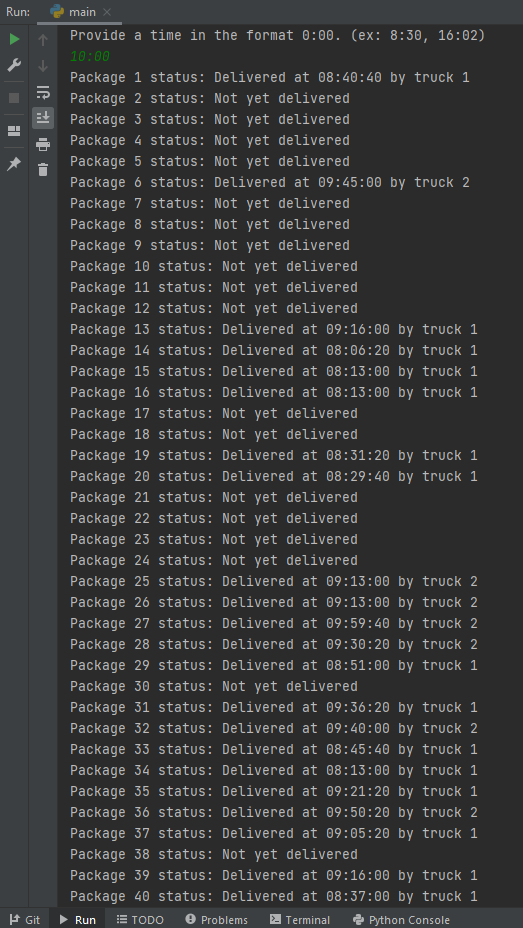 Run: main
Provide a time in the format 0:00. (ex: 8:30, 16:02)
10:00
Package 1 status: Delivered at 08:40:40 by truck 1
Package 2 status: Not yet delivered
Package 3 status: Not yet delivered
Package 4 status: Not yet delivered
Package 5 status: Not yet delivered
Package 6 status: Delivered at 09:45:00 by truck 2
Package 7 status: Not yet delivered
Package 8 status: Not yet delivered
Package 9 status: Not yet delivered
Package 10 status: Not yet delivered
Package 11 status: Not yet delivered
Package 12 status: Not yet delivered
Package 13 status: Delivered at 09:16:00 by truck 1
Package 14 status: Delivered at 08:06:20 by truck 1
Package 15 status: Delivered at 08:13:00 by truck 1
Package 16 status: Delivered at 08:13:00 by truck 1
Package 17 status: Not yet delivered
Package 18 status: Not yet delivered
Package 19 status: Delivered at 08:31:20 by truck 1
Package 20 status: Delivered at 08:29:40 by truck 1
Package 21 status: Not yet delivered
Package 22 status: Not yet delivered
Package 23 status: Not yet delivered
Package 24 status: Not yet delivered
Package 25 status: Delivered at 09:13:00 by truck 2
Package 26 status: Delivered at 09:13:00 by truck 2
Package 27 status: Delivered at 09:59:40 by truck 2
Package 28 status: Delivered at 09:30:20 by truck 2
Package 29 status: Delivered at 08:51:00 by truck 1
Package 30 status: Not yet delivered
Package 31 status: Delivered at 09:36:20 by truck 1
Package 32 status: Delivered at 09:40:00 by truck 2
Package 33 status: Delivered at 08:45:40 by truck 1
Package 34 status: Delivered at 08:13:00 by truck 1
Package 35 status: Delivered at 09:21:20 by truck 1
Package 36 status: Delivered at 09:50:20 by truck 2
Package 37 status: Delivered at 09:05:20 by truck 1
Package 38 status: Not yet delivered
Package 39 status: Delivered at 09:16:00 by truck 1
Package 40 status: Delivered at 08:37:00 by truck 1
Git Run TODO Problems Terminal Python Console